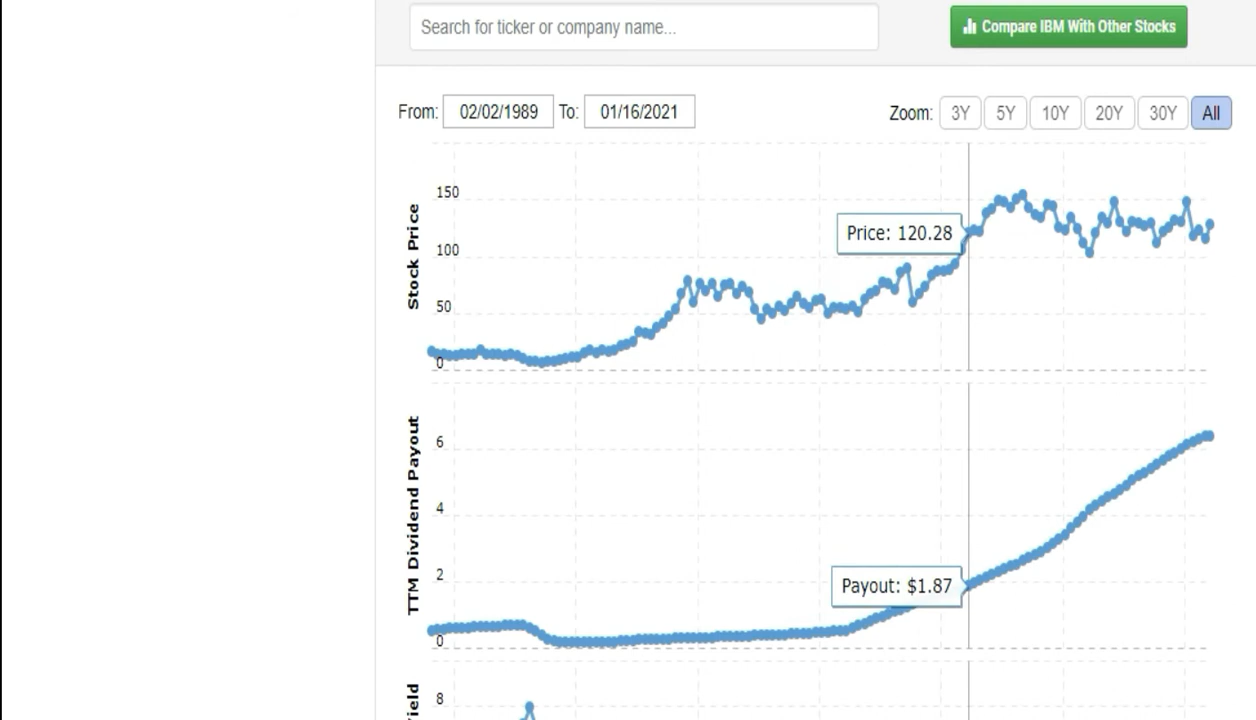 Search for ticker or company name...
Compare IBM With Other Stocks
From: 02/02/1989 To: 01/16/2021
Zoom: 3Y 5Y 10Y 20Y 30Y All
Stock Price
150
100
50
0
Price: 120.28
TTM Dividend Payout
6
4
2
0
Payout: $1.87
8